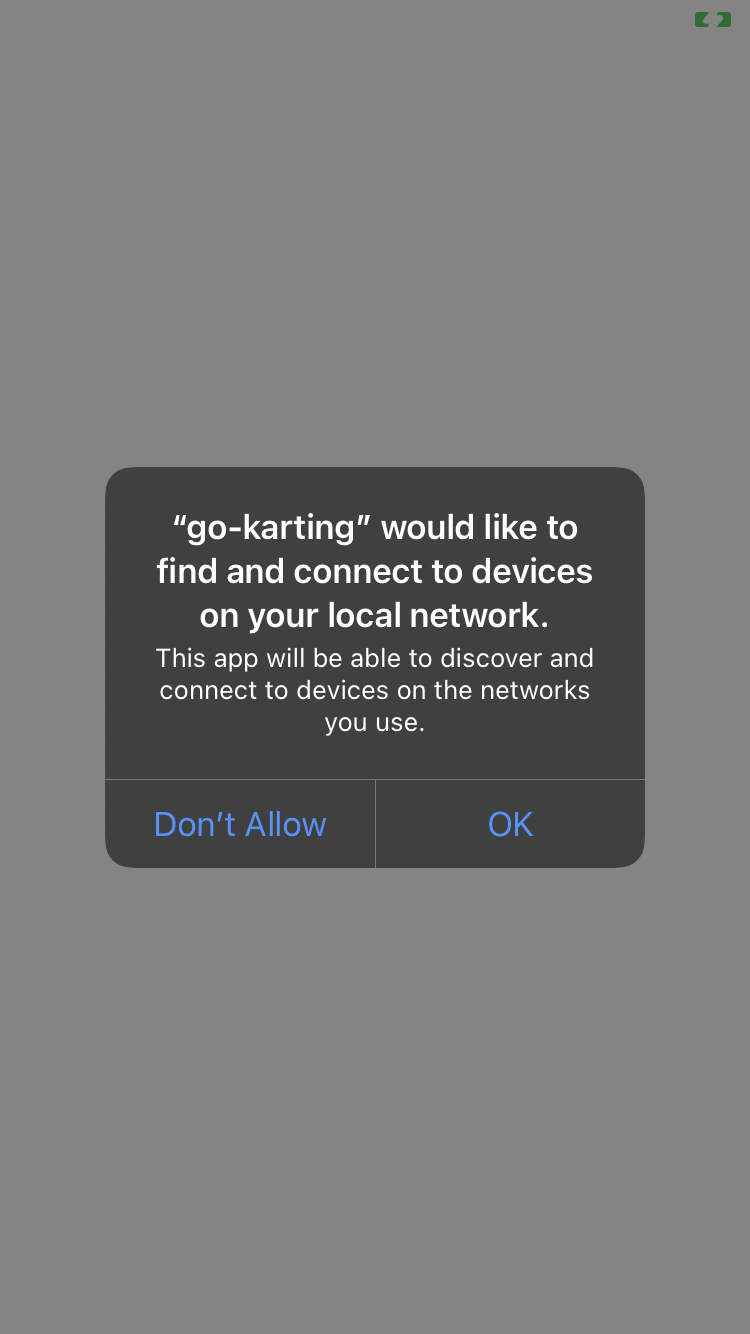 “go-karting” would like to
find and connect to devices
on your local network.
This app will be able to discover and
connect to devices on the networks
you use.
Don’t Allow
OK